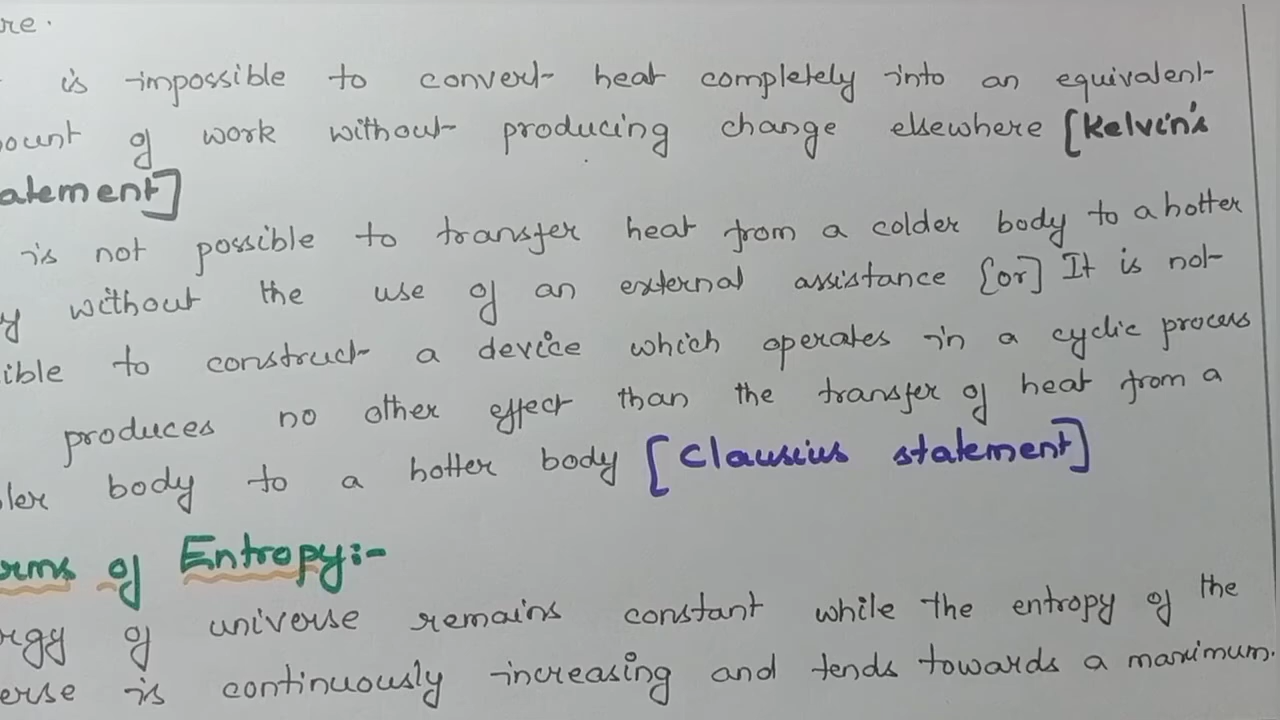 re.
is impossible to convert heat completely into an equivalent
ount of work without producing change elsewhere [Kelvin's
atement]
is not possible to transfer heat from a colder body to a hotter
y without the use of an external assistance [or] It is not
ible to construct a device which operates in a cyclic process
produces no other effect than the transfer of heat from a
ler body to a hotter body [Clausius statement]
rms of Entropy:-
rgy of universe remains constant while the entropy of the
erse is continuously increasing and tends towards a maximum.